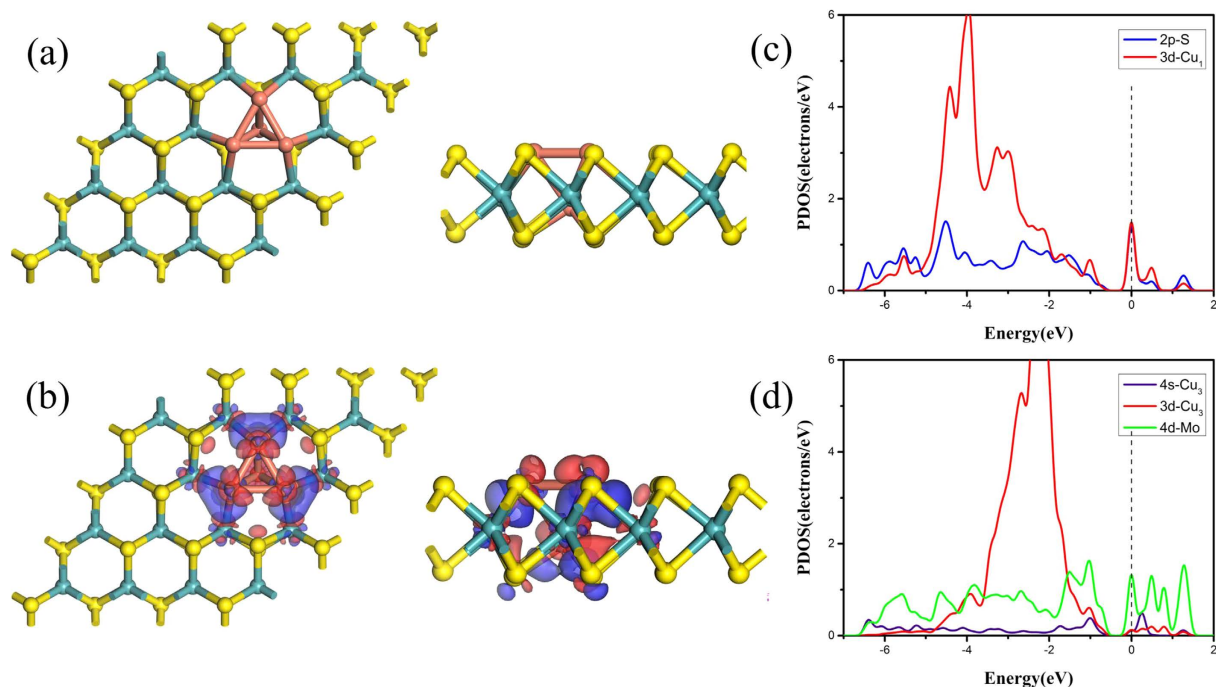 (a)
(c)
PDOS(electrons/eV)
6
4
2
0
-6
-4
-2
0
2
Energy(eV)
2p-S
3d-Cu₁
(b)
(d)
PDOS(electrons/eV)
6
4
2
0
-6
-4
-2
0
2
Energy(eV)
4s-Cu₃
3d-Cu₃
4d-Mo